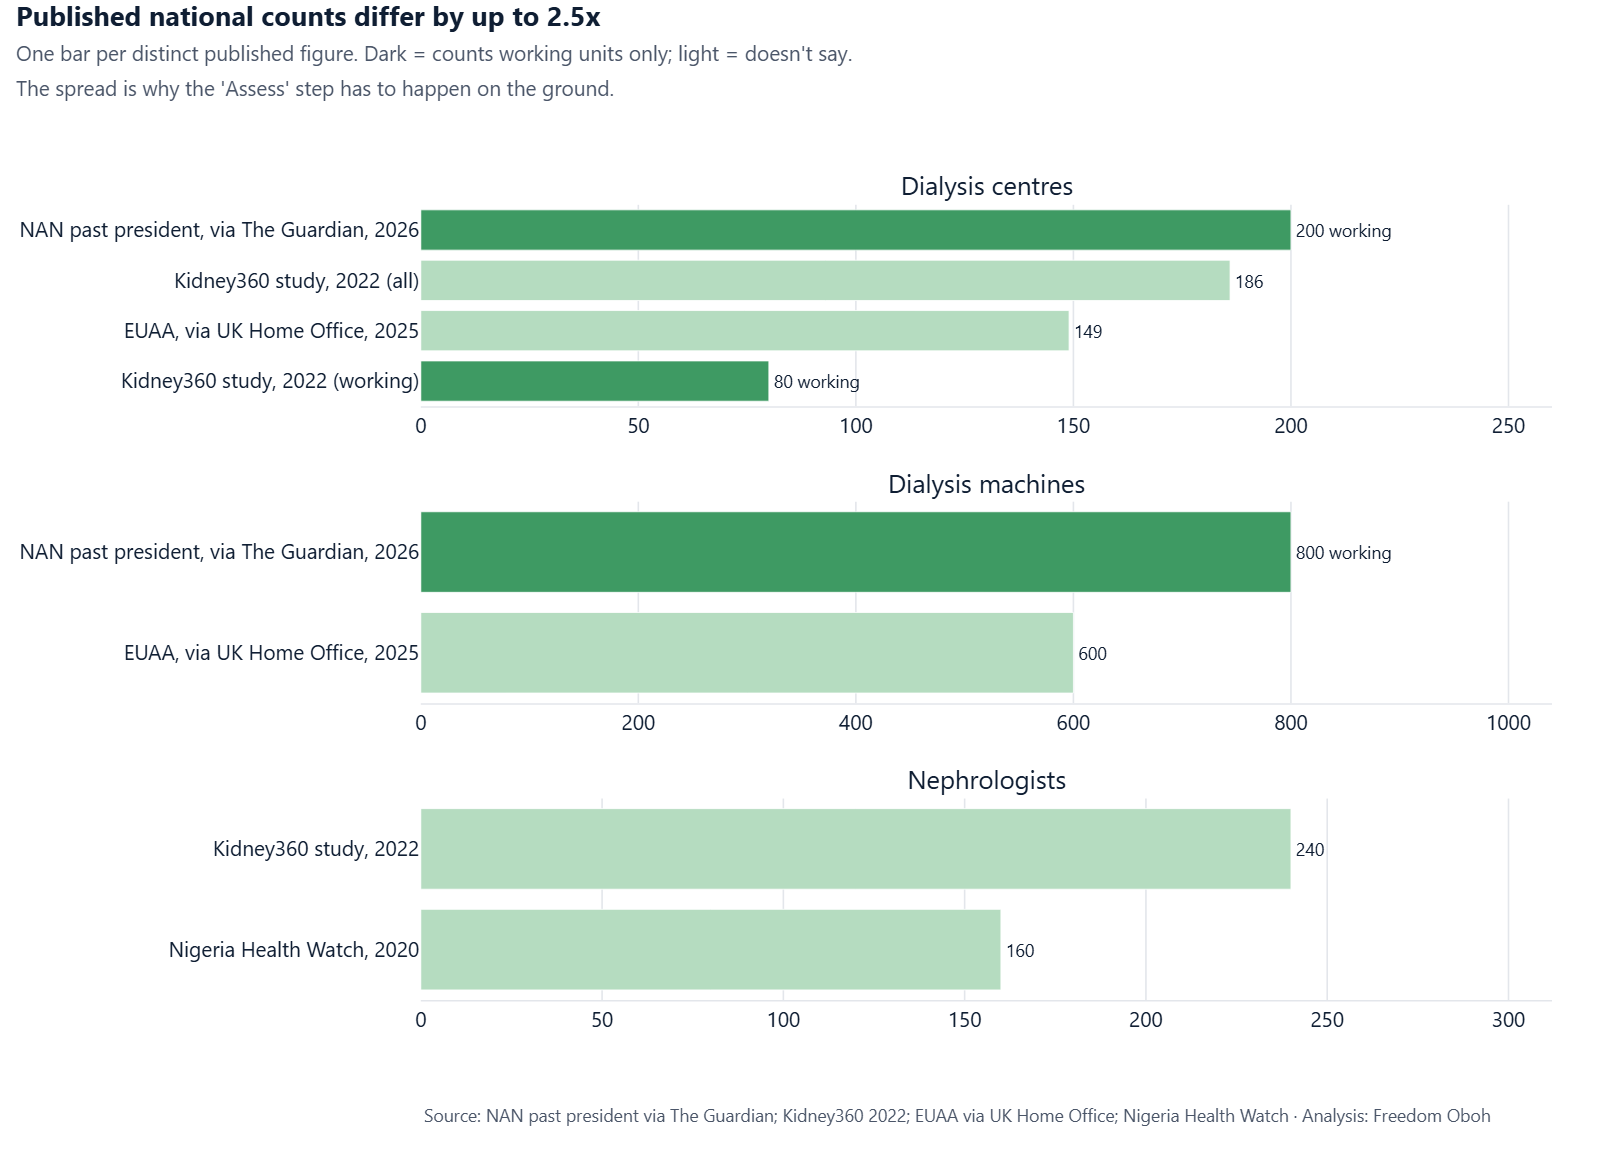 Published national counts differ by up to 2.5x
One bar per distinct published figure. Dark = counts working units only; light = doesn't say.
The spread is why the 'Assess' step has to happen on the ground.
Dialysis centres
NAN past president, via The Guardian, 2026
200 working
Kidney360 study, 2022 (all)
186
EUAA, via UK Home Office, 2025
149
Kidney360 study, 2022 (working)
80 working
0 50 100 150 200 250
Dialysis machines
NAN past president, via The Guardian, 2026
800 working
EUAA, via UK Home Office, 2025
600
0 200 400 600 800 1000
Nephrologists
Kidney360 study, 2022
240
Nigeria Health Watch, 2020
160
0 50 100 150 200 250 300
Source: NAN past president via The Guardian; Kidney360 2022; EUAA via UK Home Office; Nigeria Health Watch · Analysis: Freedom Oboh